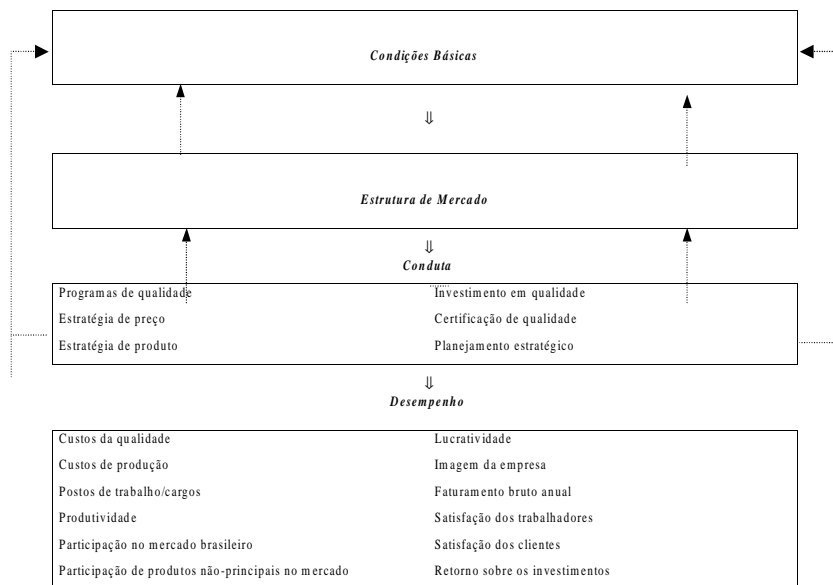 Condições Básicas
⇓
Estrutura de Mercado
⇓
Conduta
Programas de qualidade Investimento em qualidade
Estratégia de preço Certificação de qualidade
Estratégia de produto Planejamento estratégico
⇓
Desempenho
Custos da qualidade Lucratividade
Custos de produção Imagem da empresa
Postos de trabalho/cargos Faturamento bruto anual
Produtividade Satisfação dos trabalhadores
Participação no mercado brasileiro Satisfação dos clientes
Participação de produtos não-principais no mercado Retorno sobre os investimentos